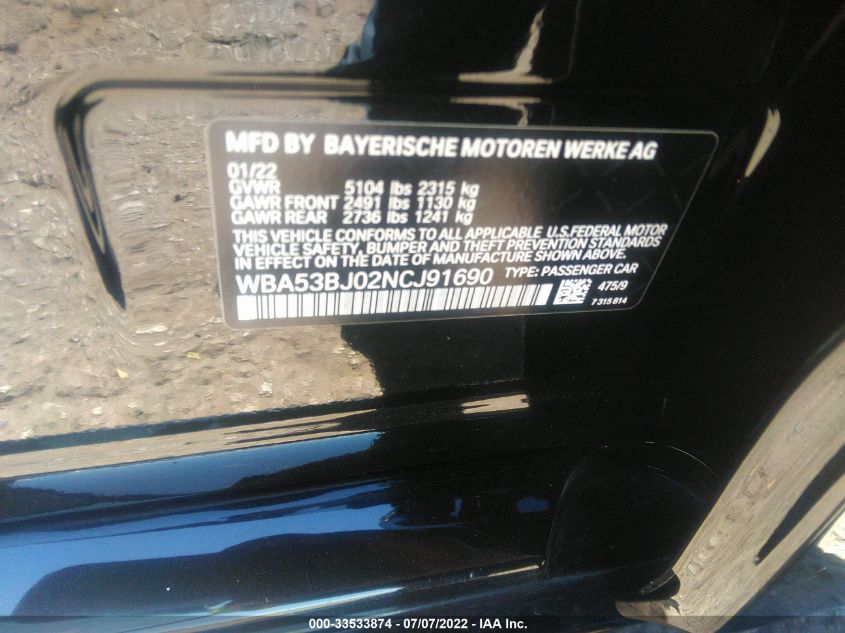 MFD BY BAYERISCHE MOTOREN WERKE AG
01/22
GVWR 5104 lbs 2315 kg
GAWR FRONT 2491 lbs 1130 kg
GAWR REAR 2736 lbs 1241 kg
THIS VEHICLE CONFORMS TO ALL APPLICABLE U.S.FEDERAL MOTOR
VEHICLE SAFETY, BUMPER AND THEFT PREVENTION STANDARDS
IN EFFECT ON THE DATE OF MANUFACTURE SHOWN ABOVE.
WBA53BJ02NCJ91690 TYPE: PASSENGER CAR
475/9
7 315 814
000-33533874 - 07/07/2022 - IAA Inc.